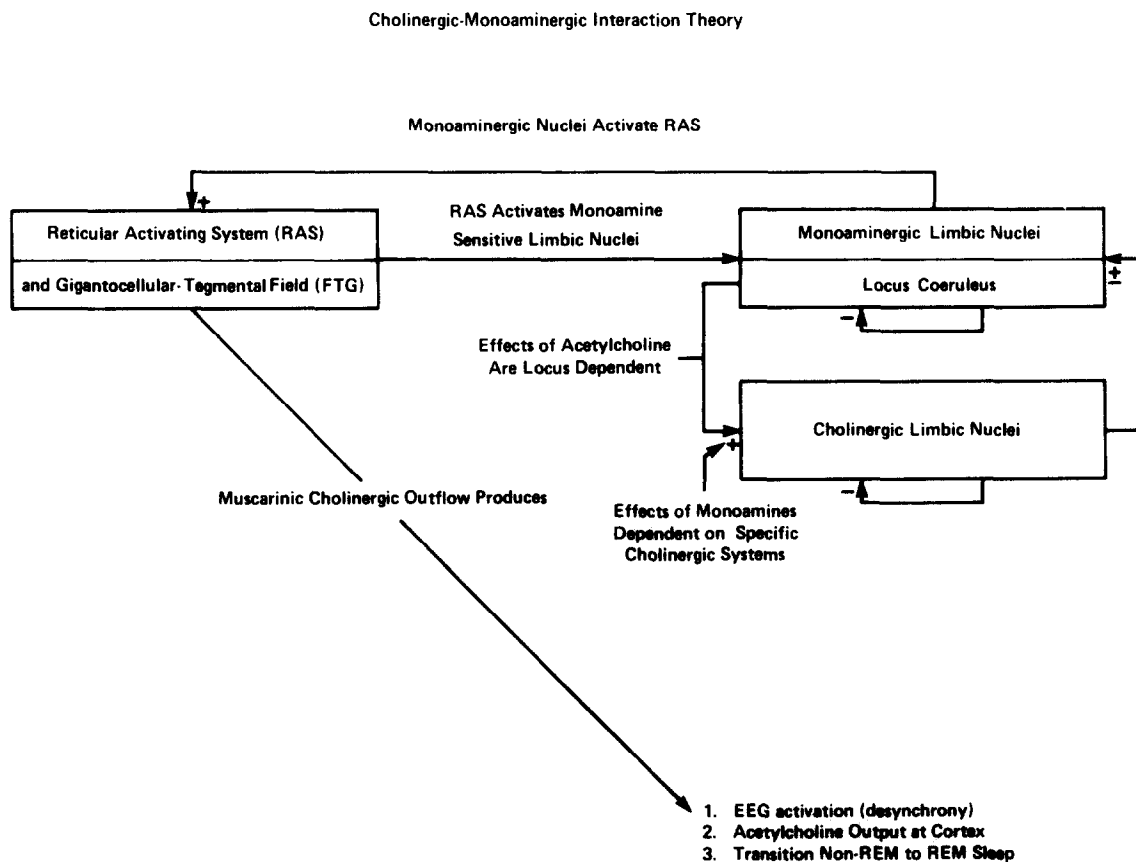 Cholinergic-Monoaminergic Interaction Theory
Monoaminergic Nuclei Activate RAS
+
Reticular Activating System (RAS)
and Gigantocellular-Tegmental Field (FTG)
RAS Activates Monoamine
Sensitive Limbic Nuclei
Monoaminergic Limbic Nuclei
Locus Coeruleus
±
−
Effects of Acetylcholine
Are Locus Dependent
Cholinergic Limbic Nuclei
+
−
Muscarinic Cholinergic Outflow Produces
Effects of Monoamines
Dependent on Specific
Cholinergic Systems
1. EEG activation (desynchrony)
2. Acetylcholine Output at Cortex
3. Transition Non-REM to REM Sleep